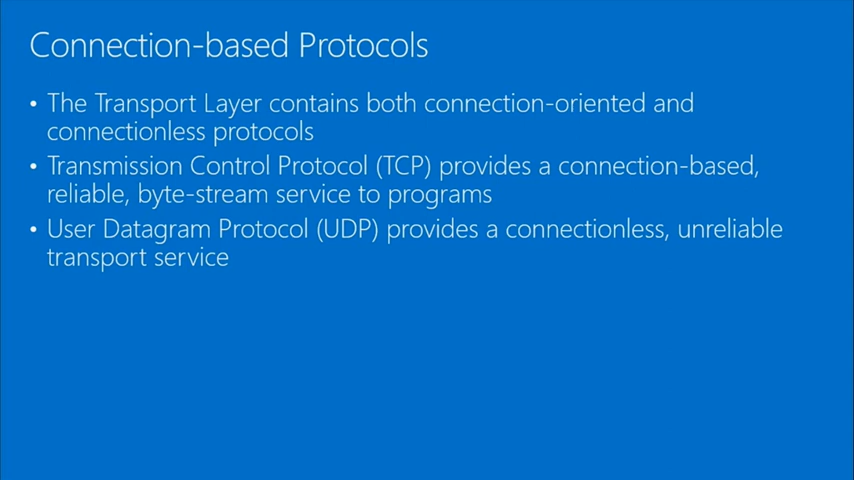 Connection-based Protocols
• The Transport Layer contains both connection-oriented and
connectionless protocols
• Transmission Control Protocol (TCP) provides a connection-based,
reliable, byte-stream service to programs
• User Datagram Protocol (UDP) provides a connectionless, unreliable
transport service